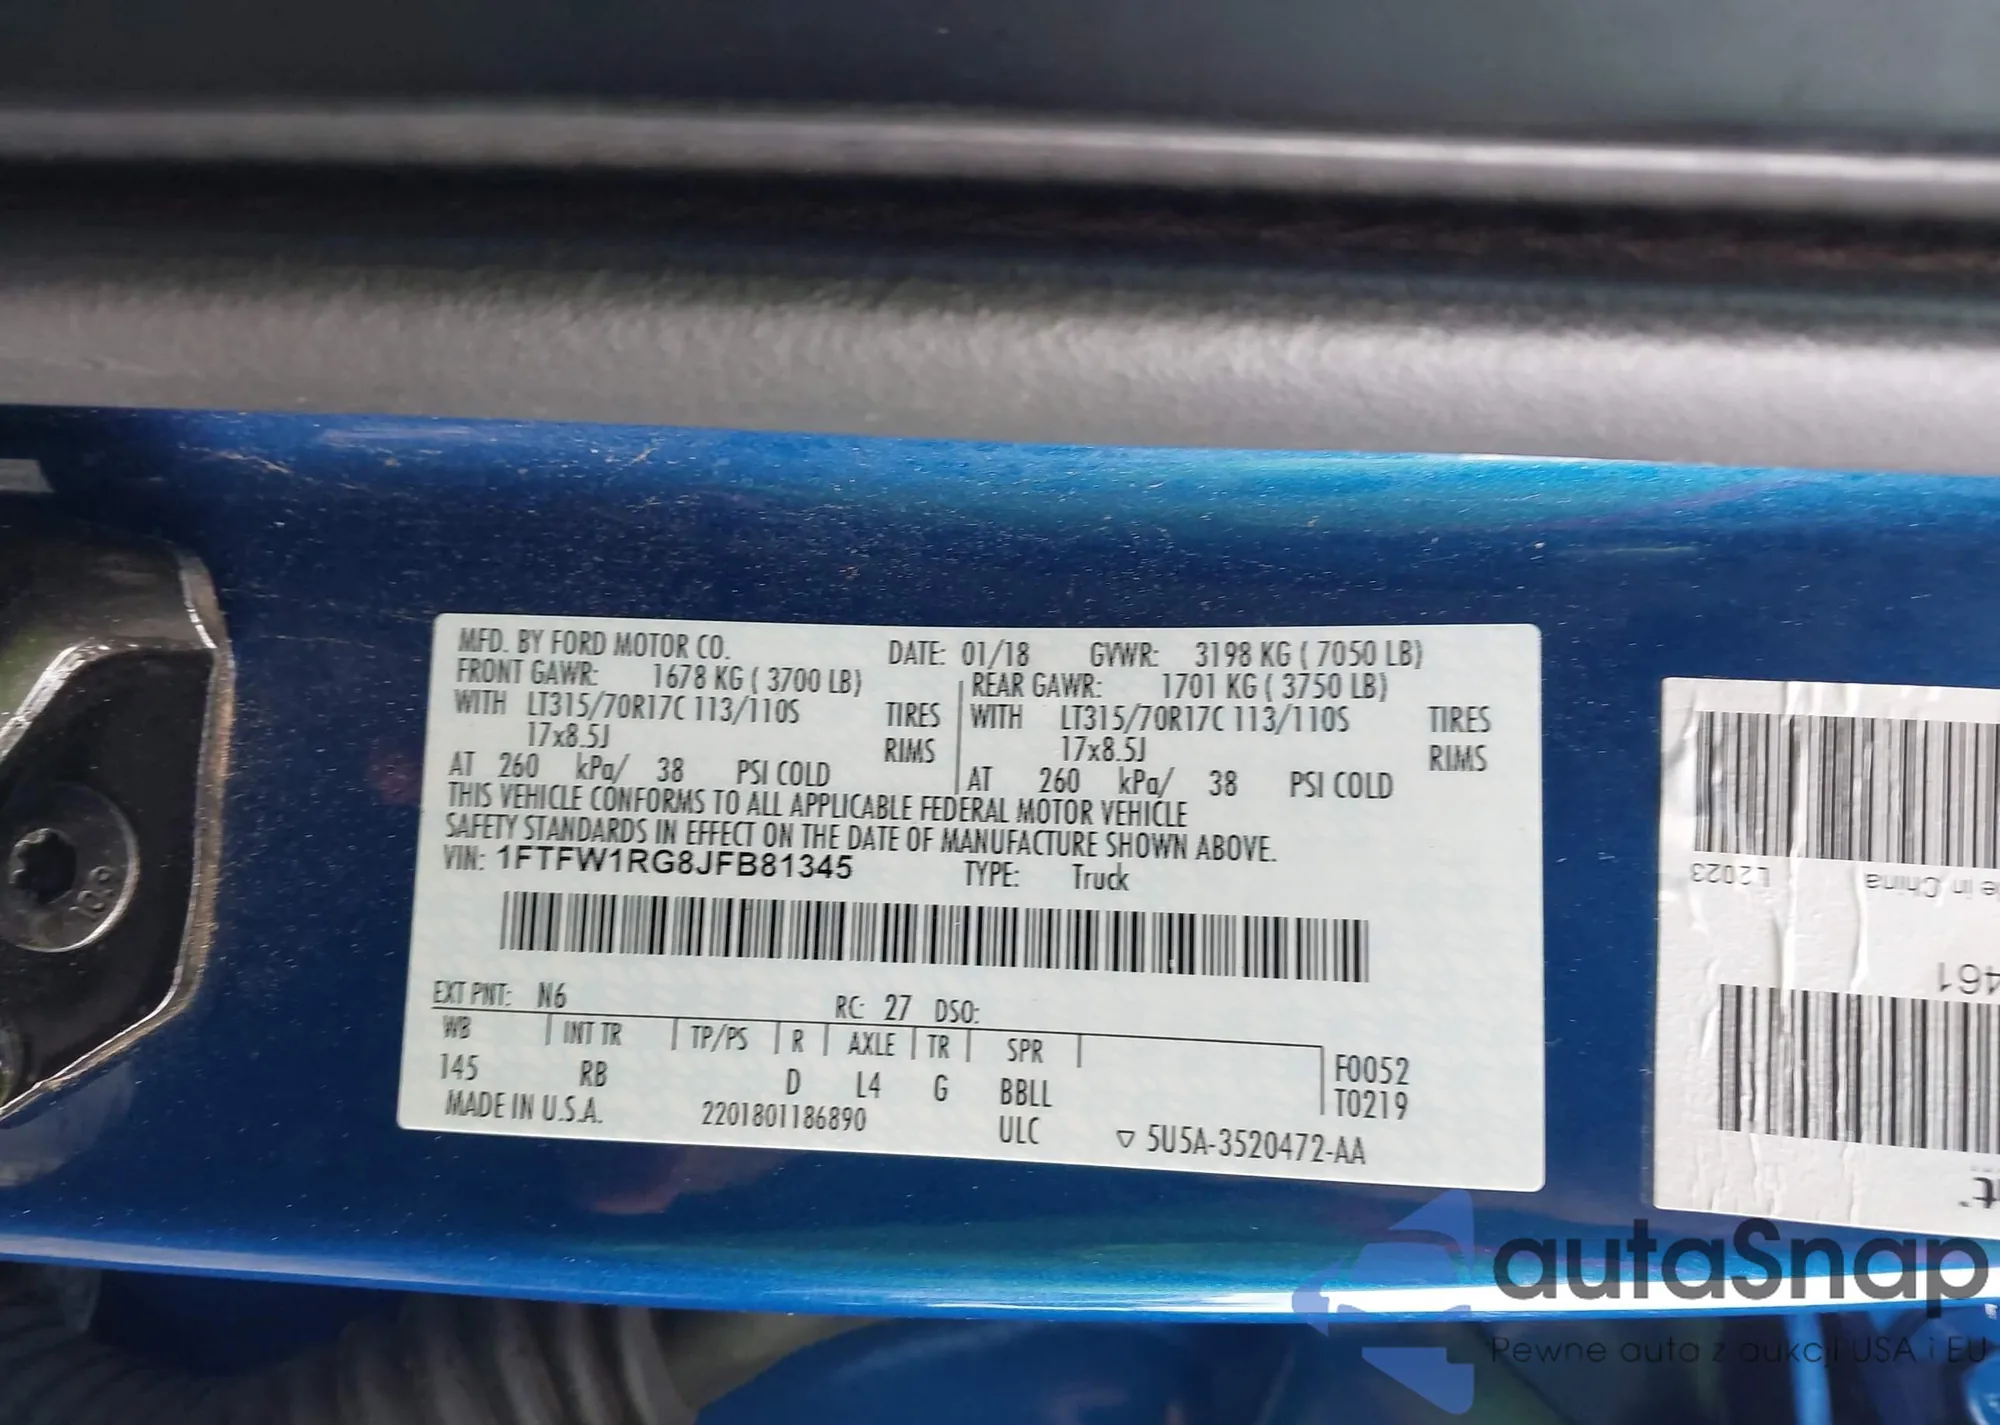 MFD. BY FORD MOTOR CO. DATE: 01/18 GVWR: 3198 KG ( 7050 LB)
FRONT GAWR: 1678 KG ( 3700 LB) REAR GAWR: 1701 KG ( 3750 LB)
WITH LT315/70R17C 113/110S TIRES WITH LT315/70R17C 113/110S TIRES
17x8.5J RIMS 17x8.5J RIMS
AT 260 kPa/ 38 PSI COLD AT 260 kPa/ 38 PSI COLD
THIS VEHICLE CONFORMS TO ALL APPLICABLE FEDERAL MOTOR VEHICLE
SAFETY STANDARDS IN EFFECT ON THE DATE OF MANUFACTURE SHOWN ABOVE.
VIN: 1FTFW1RG8JFB81345 TYPE: Truck
EXT PNT: N6 RC: 27 DSO:
WB INT TR TP/PS R AXLE TR SPR F0052
145 RB D L4 G BBLL T0219
MADE IN U.S.A. 2201801186890 ULC ▽ 5U5A-3520472-AA
L2023
in China
461
10.9
autaSnap
Pewne auta z aukcji USA i EU